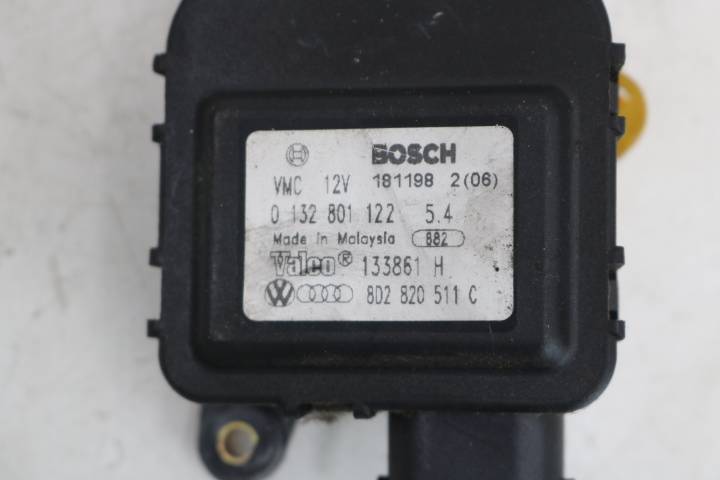 BOSCH
VMC 12V 181198 2(06)
0 132 801 122 5.4
Made in Malaysia 882
Valeo® 133861 H
8D2 820 511 C